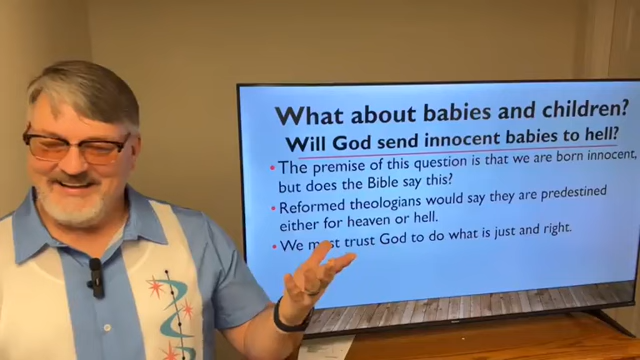 What about babies and children?
Will God send innocent babies to hell?
• The premise of this question is that we are born innocent,
but does the Bible say this?
• Reformed theologians would say they are predestined
either for heaven or hell.
• We must trust God to do what is just and right.